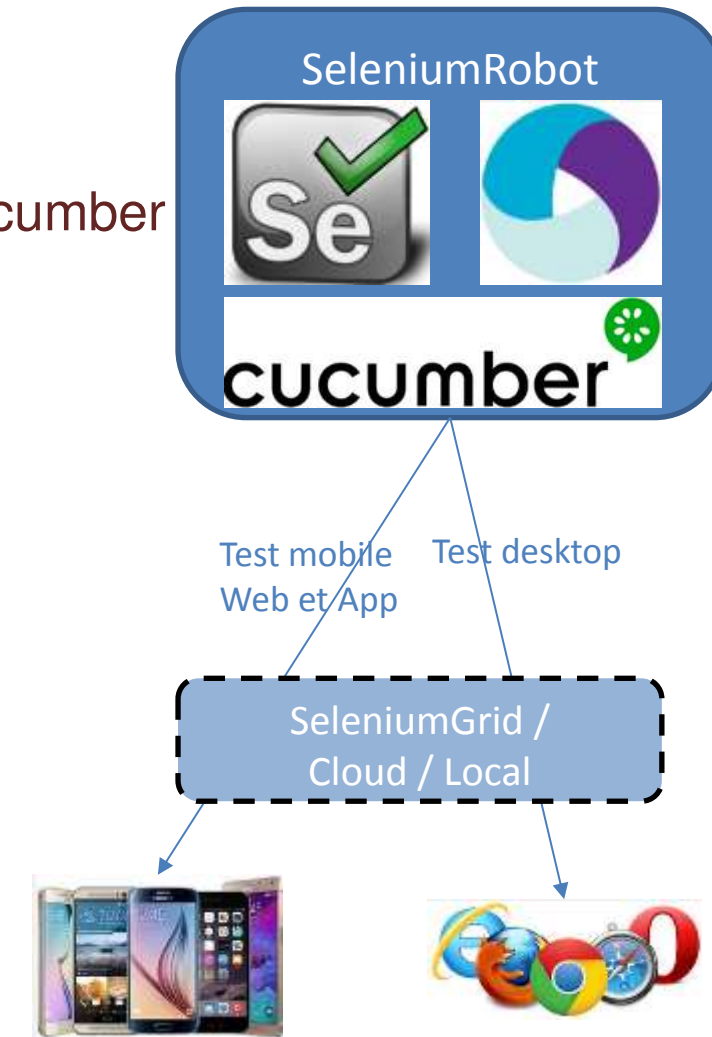 SeleniumRobot
Se
cumber
cucumber
Test mobile
Web et App
Test desktop
SeleniumGrid /
Cloud / Local